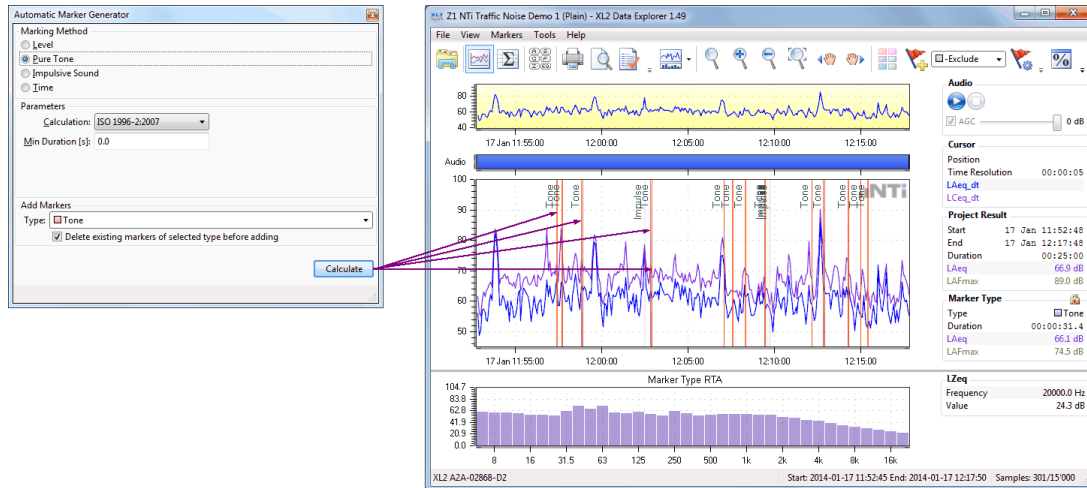 Automatic Marker Generator
Marking Method
Level
Pure Tone
Impulsive Sound
Time
Parameters
Calculation: ISO 1996-2:2007
Min Duration [s]: 0.0
Add Markers
Type: Tone
Delete existing markers of selected type before adding
Calculate
Z1 NTi Traffic Noise Demo 1 (Plain) - XL2 Data Explorer 1.49
File View Markers Tools Help
-Exclude
80
60
40
17 Jan 11:55:00 12:00:00 12:05:00 12:10:00 12:15:00
Audio
100
90
80
70
60
50
Tone Tone Tone Impulse Tone Tone Tone Tone Tone Tone Tone Tone Tone
NTi
17 Jan 11:55:00 12:00:00 12:05:00 12:10:00 12:15:00
Marker Type RTA
104.7
83.8
62.8
41.9
20.9
0.0
8 16 31.5 63 125 250 500 1k 2k 4k 8k 16k
Audio
AGC 0 dB
Cursor
Position
Time Resolution 00:00:05
LAeq_dt
LCeq_dt
Project Result
Start 17 Jan 11:52:48
End 17 Jan 12:17:48
Duration 00:25:00
LAeq 66.9 dB
LAFmax 89.0 dB
Marker Type
Type Tone
Duration 00:00:31.4
LAeq 66.1 dB
LAFmax 74.5 dB
LZeq
Frequency 20000.0 Hz
Value 24.3 dB
XL2 A2A-02868-D2 Start: 2014-01-17 11:52:45 End: 2014-01-17 12:17:50 Samples: 301/15'000